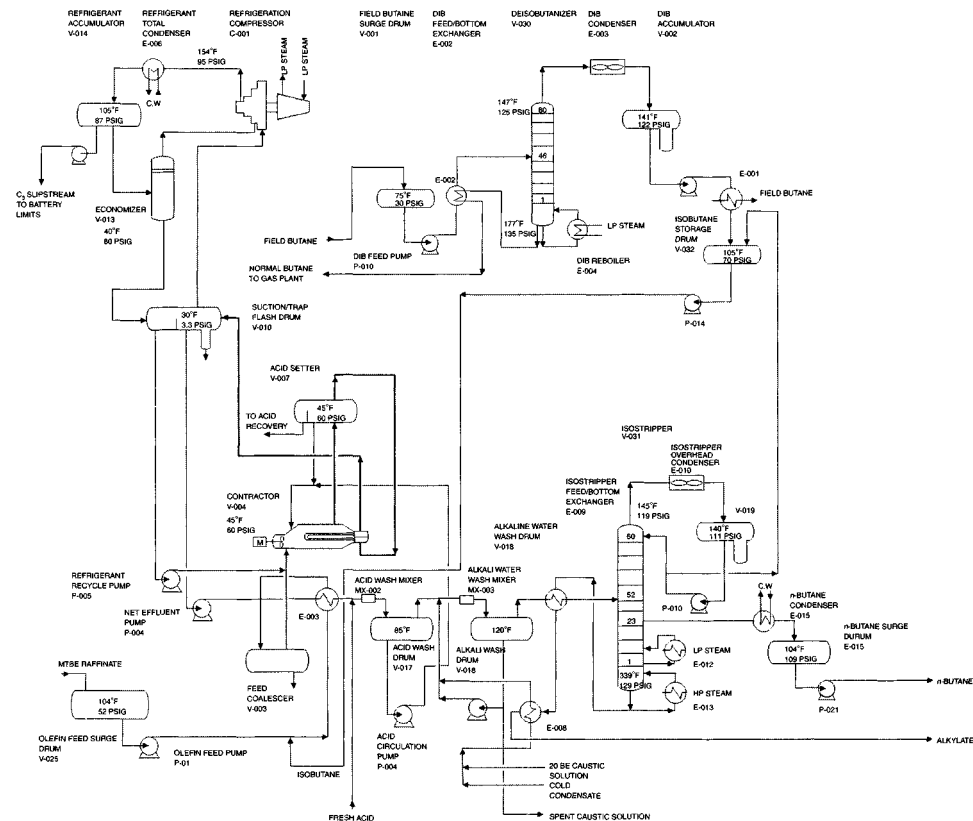 REFRIGERANT
ACCUMULATOR
V-014
REFRIGERANT
TOTAL
CONDENSER
E-006
REFRIGERATION
COMPRESSOR
C-001
FIELD BUTAINE
SURGE DRUM
V-001
DIB
FEED/BOTTOM
EXCHANGER
E-002
DEISOBUTANIZER
V-030
DIB
CONDENSER
E-003
DIB
ACCUMULATOR
V-002
154°F
95 PSIG
LP STEAM
LP STEAM
C.W
105°F
87 PSIG
147°F
125 PSIG
80
46
1
141°F
122 PSIG
C3 SLIPSTREAM
TO BATTERY
LIMITS
ECONOMIZER
V-013
40°F
80 PSIG
E-002
75°F
30 PSIG
FIELD BUTANE
DIB FEED PUMP
P-010
177°F
135 PSIG
LP STEAM
DIB REBOILER
E-004
E-001
FIELD BUTANE
ISOBUTANE
STORAGE
DRUM
V-032
105°F
70 PSIG
NORMAL BUTANE
TO GAS PLANT
P-014
30°F
3.3 PSIG
SUCTION/TRAP
FLASH DRUM
V-010
ACID SETTER
V-007
45°F
60 PSIG
TO ACID
RECOVERY
CONTRACTOR
V-004
45°F
60 PSIG
M
ISOSTRIPPER
V-031
ISOSTRIPPER
OVERHEAD
CONDENSER
E-010
ISOSTRIPPER
FEED/BOTTOM
EXCHANGER
E-009
145°F
119 PSIG
V-019
140°F
111 PSIG
60
52
23
1
339°F
129 PSIG
P-010
C.W
n-BUTANE
CONDENSER
E-015
n-BUTANE SURGE
DURUM
E-015
104°F
109 PSIG
LP STEAM
E-012
HP STEAM
E-013
P-021
n-BUTANE
ALKYLATE
ALKALINE WATER
WASH DRUM
V-018
REFRIGERANT
RECYCLE PUMP
P-005
NET EFFLUENT
PUMP
P-004
E-003
ACID WASH MIXER
MX-002
ALKALI WATER
WASH MIXER
MX-003
85°F
ACID WASH
DRUM
V-017
120°F
ALKALI WASH
DRUM
V-018
FEED
COALESCER
V-003
MTBE RAFFINATE
104°F
52 PSIG
OLEFIN FEED SURGE
DRUM
V-025
OLEFIN FEED PUMP
P-01
ISOBUTANE
FRESH ACID
ACID
CIRCULATION
PUMP
P-004
E-008
20 BE CAUSTIC
SOLUTION
COLD
CONDENSATE
SPENT CAUSTIC SOLUTION